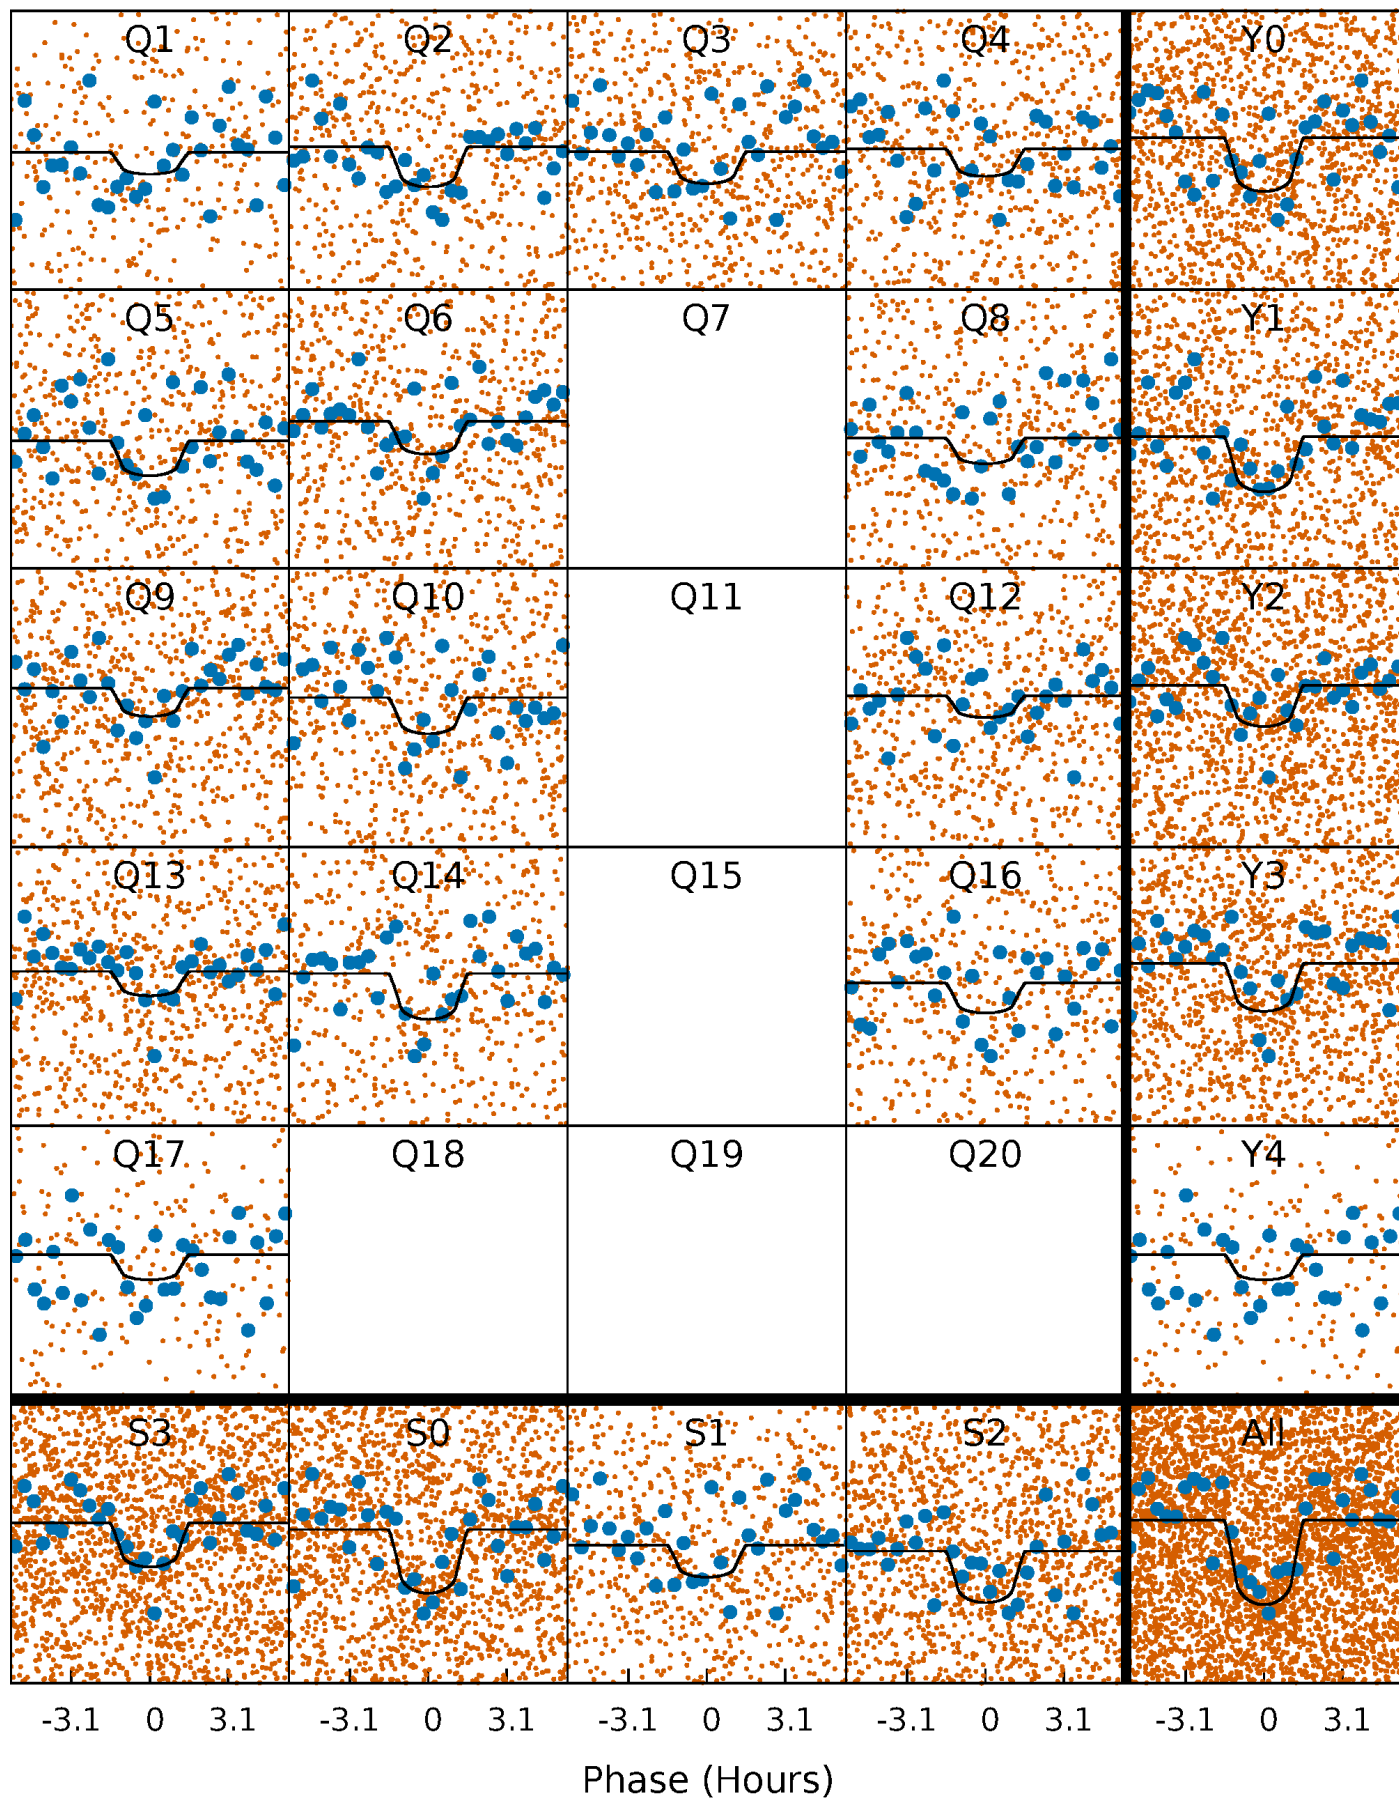 Q1 Q2 Q3 Q4 Y0
Q5 Q6 Q7 Q8 Y1
Q9 Q10 Q11 Q12 Y2
Q13 Q14 Q15 Q16 Y3
Q17 Q18 Q19 Q20 Y4
S3 S0 S1 S2 All
-3.1 0 3.1 -3.1 0 3.1 -3.1 0 3.1 -3.1 0 3.1 -3.1 0 3.1
Phase (Hours)